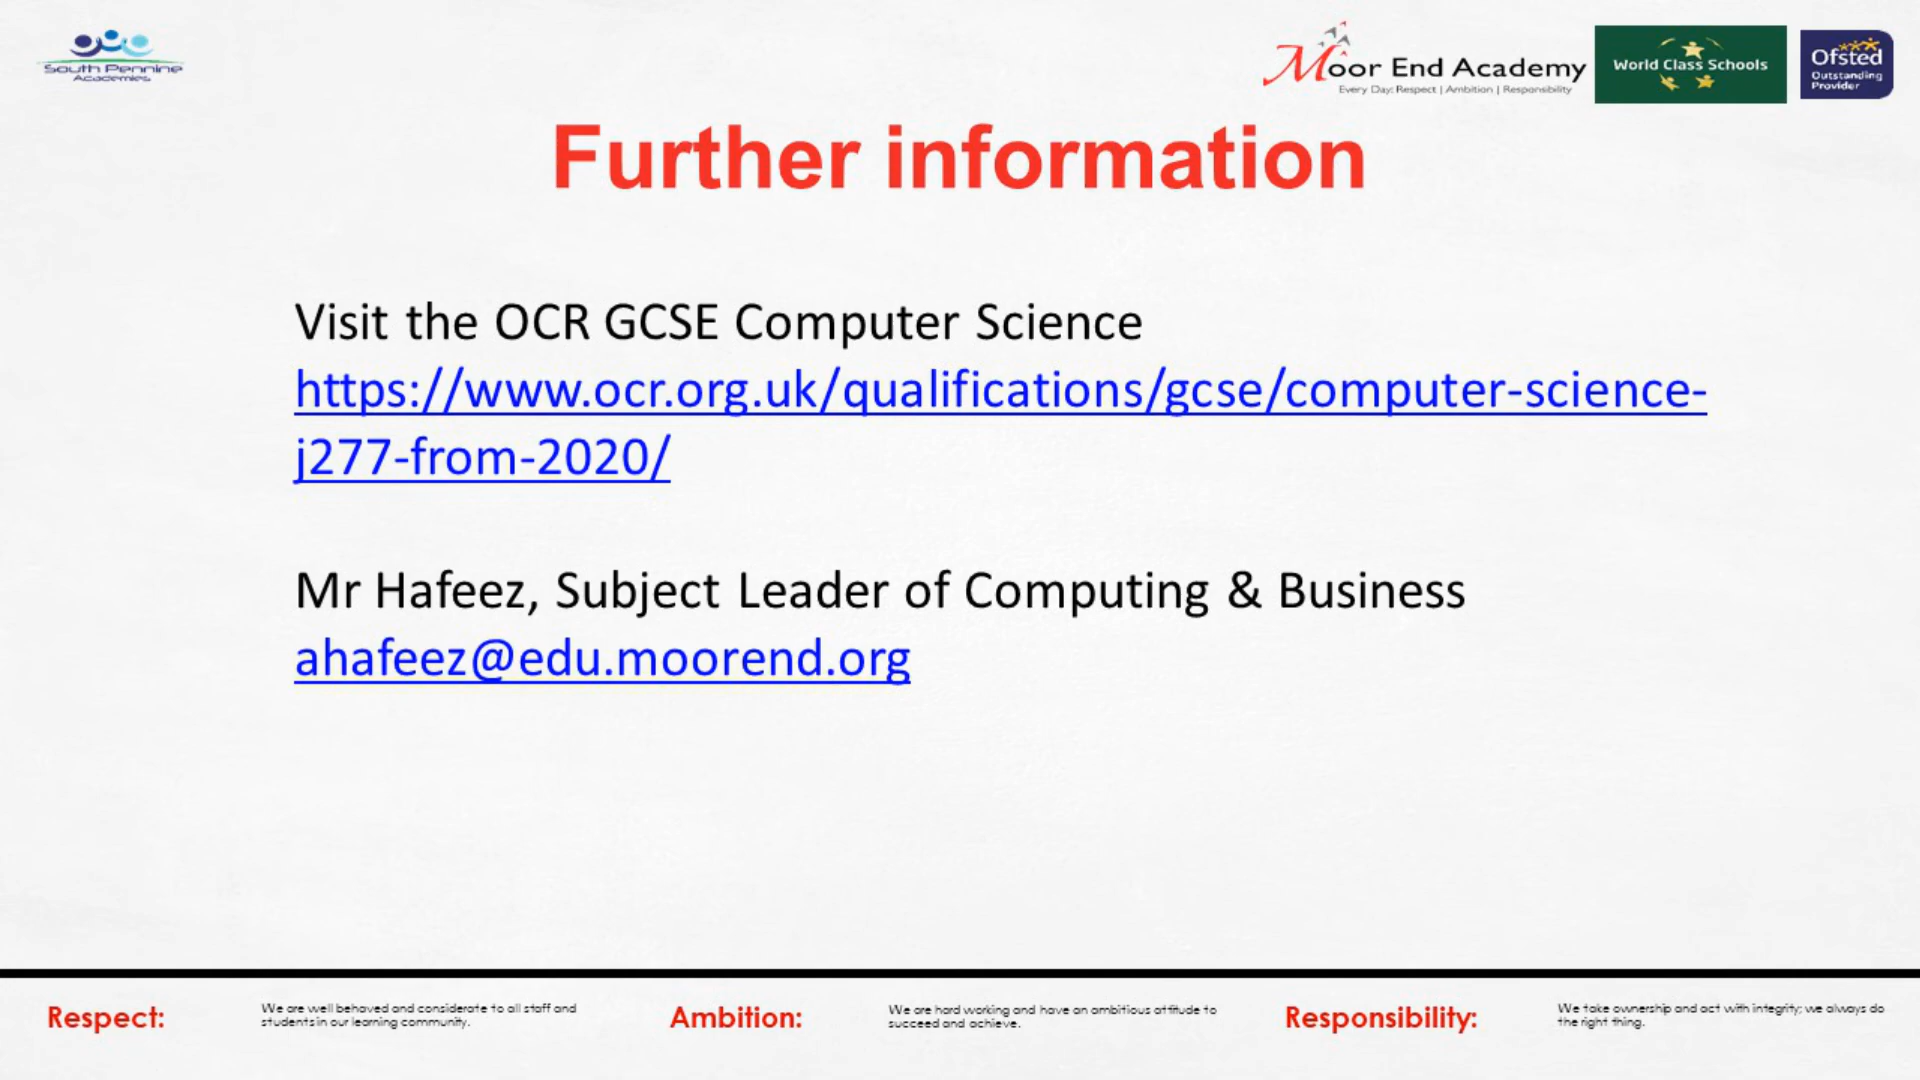 South Pennine
Academies
Moor End Academy
Every Day: Respect | Ambition | Responsibility
World Class Schools
Ofsted
Outstanding
Provider
Further information
Visit the OCR GCSE Computer Science
https://www.ocr.org.uk/qualifications/gcse/computer-science-
j277-from-2020/
Mr Hafeez, Subject Leader of Computing & Business
ahafeez@edu.moorend.org
Respect:
We are well behaved and considerate to all staff and
students in our learning community.
Ambition:
We are hard working and have an ambitious attitude to
succeed and achieve.
Responsibility:
We take ownership and act with integrity; we always do
the right thing.